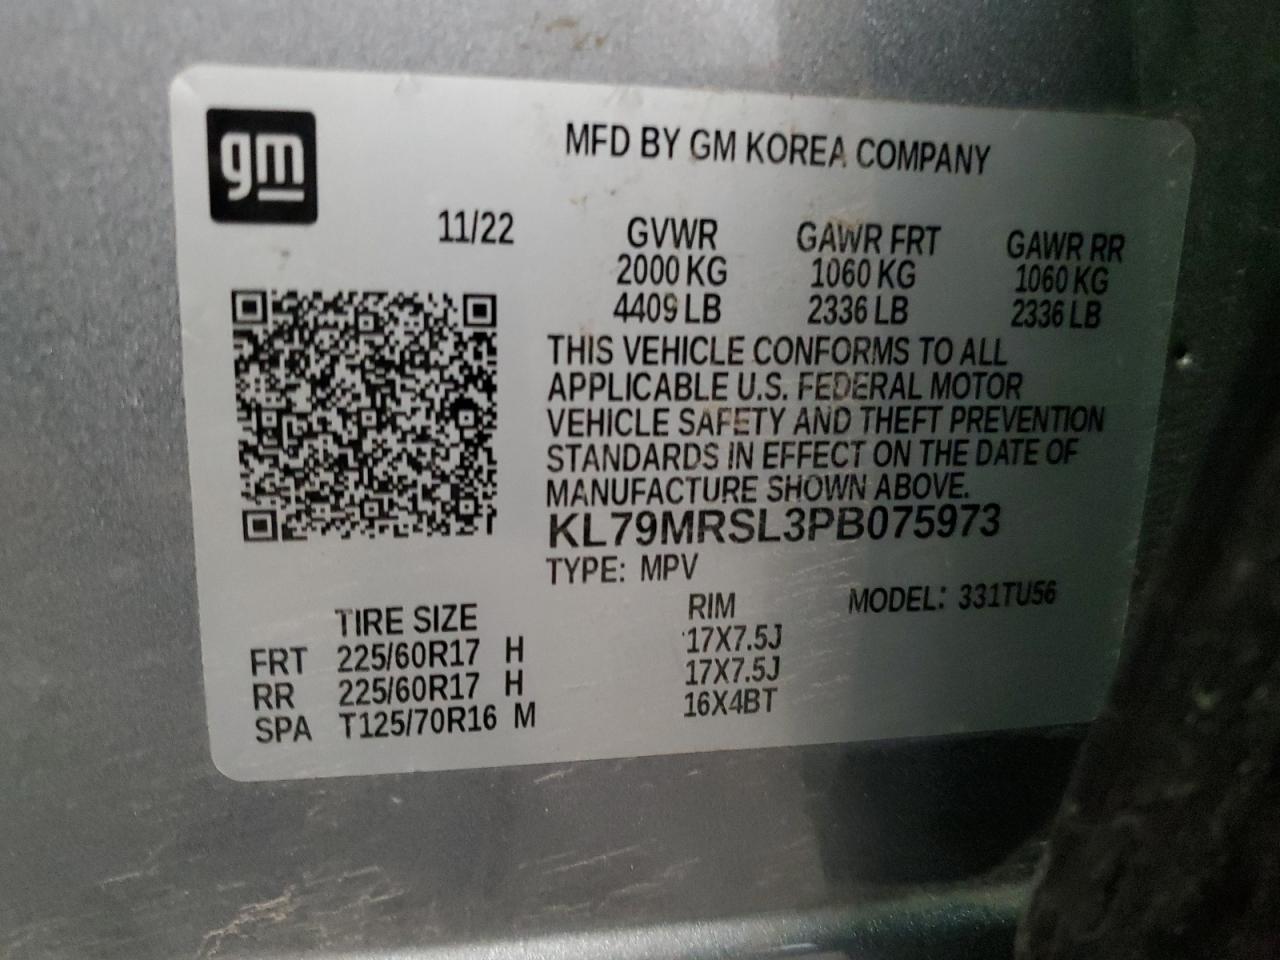 gm
MFD BY GM KOREA COMPANY
11/22
GVWR GAWR FRT GAWR RR
2000 KG 1060 KG 1060 KG
4409 LB 2336 LB 2336 LB
THIS VEHICLE CONFORMS TO ALL
APPLICABLE U.S. FEDERAL MOTOR
VEHICLE SAFETY AND THEFT PREVENTION
STANDARDS IN EFFECT ON THE DATE OF
MANUFACTURE SHOWN ABOVE.
KL79MRSL3PB075973
TYPE: MPV
MODEL: 331TU56
TIRE SIZE RIM
FRT 225/60R17 H 17X7.5J
RR 225/60R17 H 17X7.5J
SPA T125/70R16 M 16X4BT